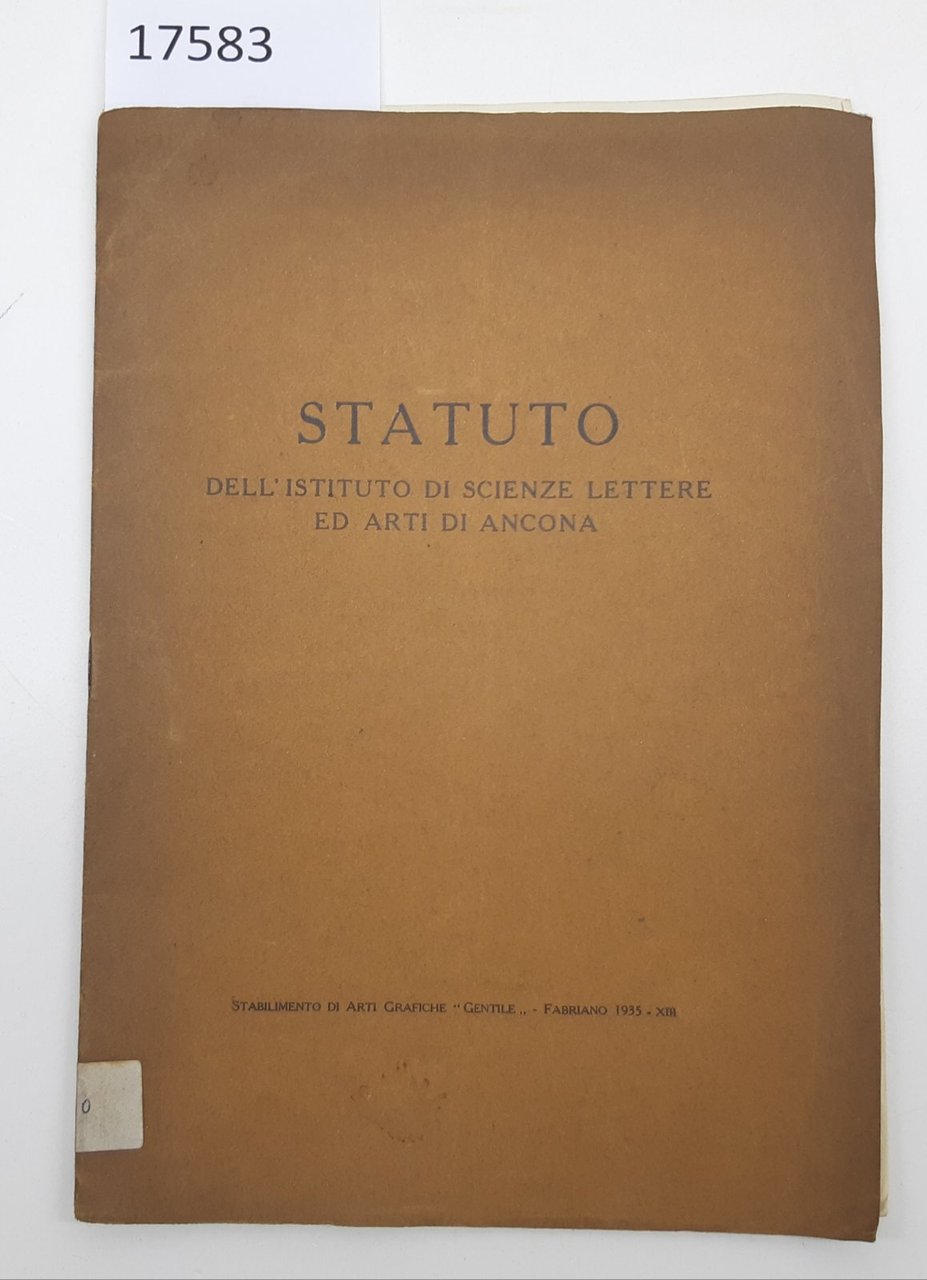 17583
STATUTO
DELL'ISTITUTO DI SCIENZE LETTERE
ED ARTI DI ANCONA
STABILIMENTO DI ARTI GRAFICHE "GENTILE„ - FABRIANO 1935 - XIII
0